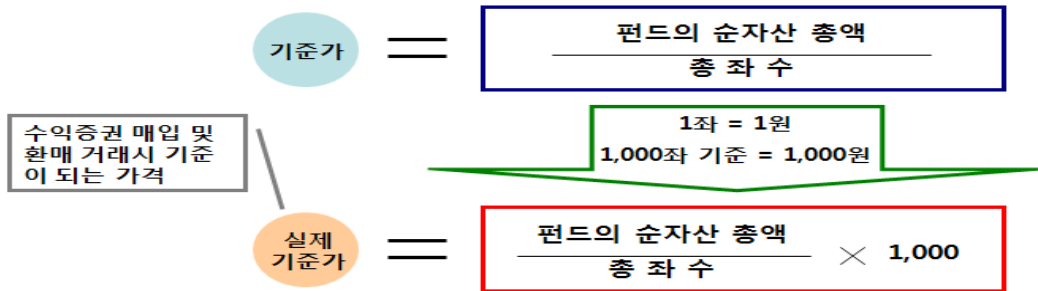 기준가
펀드의 순자산 총액
총 좌 수
수익증권 매입 및
환매 거래시 기준
이 되는 가격
1좌 = 1원
1,000좌 기준 = 1,000원
실제
기준가
펀드의 순자산 총액
총 좌 수
× 1,000